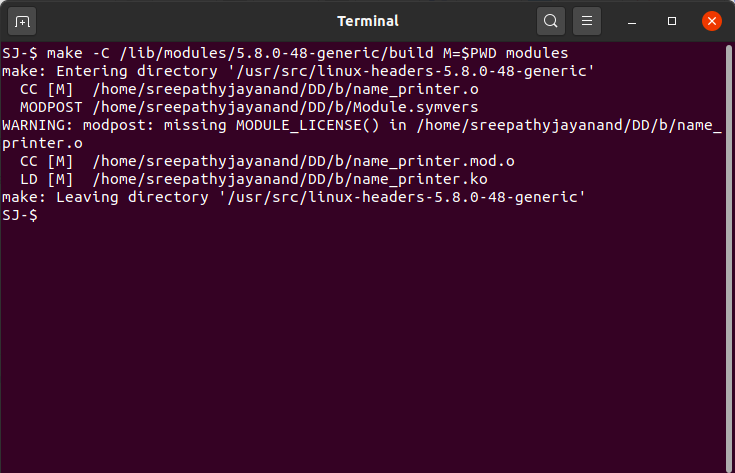 Terminal
SJ-$ make -C /lib/modules/5.8.0-48-generic/build M=$PWD modules
make: Entering directory '/usr/src/linux-headers-5.8.0-48-generic'
  CC [M]  /home/sreepathyjayanand/DD/b/name_printer.o
  MODPOST /home/sreepathyjayanand/DD/b/Module.symvers
WARNING: modpost: missing MODULE_LICENSE() in /home/sreepathyjayanand/DD/b/name_
printer.o
  CC [M]  /home/sreepathyjayanand/DD/b/name_printer.mod.o
  LD [M]  /home/sreepathyjayanand/DD/b/name_printer.ko
make: Leaving directory '/usr/src/linux-headers-5.8.0-48-generic'
SJ-$